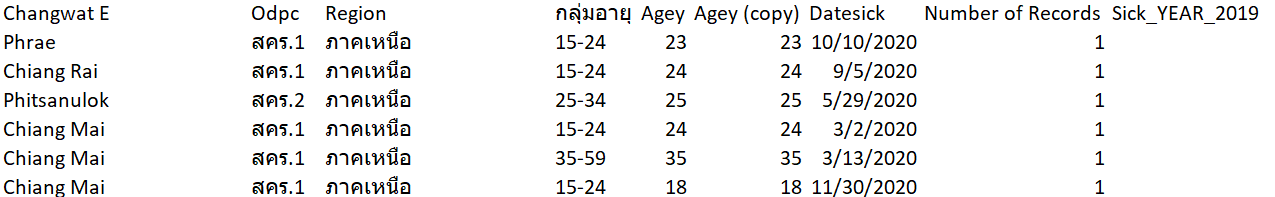 Changwat E Odpc Region กลุ่มอายุ Agey Agey (copy) Datesick Number of Records Sick_YEAR_2019
Phrae สคร.1 ภาคเหนือ 15-24 23 23 10/10/2020 1
Chiang Rai สคร.1 ภาคเหนือ 15-24 24 24 9/5/2020 1
Phitsanulok สคร.2 ภาคเหนือ 25-34 25 25 5/29/2020 1
Chiang Mai สคร.1 ภาคเหนือ 15-24 24 24 3/2/2020 1
Chiang Mai สคร.1 ภาคเหนือ 35-59 35 35 3/13/2020 1
Chiang Mai สคร.1 ภาคเหนือ 15-24 18 18 11/30/2020 1